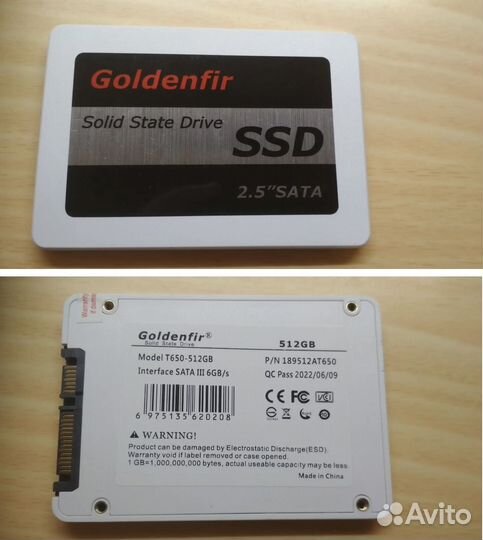 Goldenfir
Solid State Drive
SSD
2.5”SATA
Warranty
Goldenfir®
Solid State Drive
512GB
Model T650-512GB
P/N 189512AT650
Interface SATA III 6GB/s
QC Pass 2022/06/09
CE FC
6 975135 620208
WARNING!
Product can be damaged by Electrostatic Discharge(ESD).
Warranty void if label removed or case opened.
1 GB=1,000,000,000 bytes, actual useable capacity may be less.
Made in China
Avito